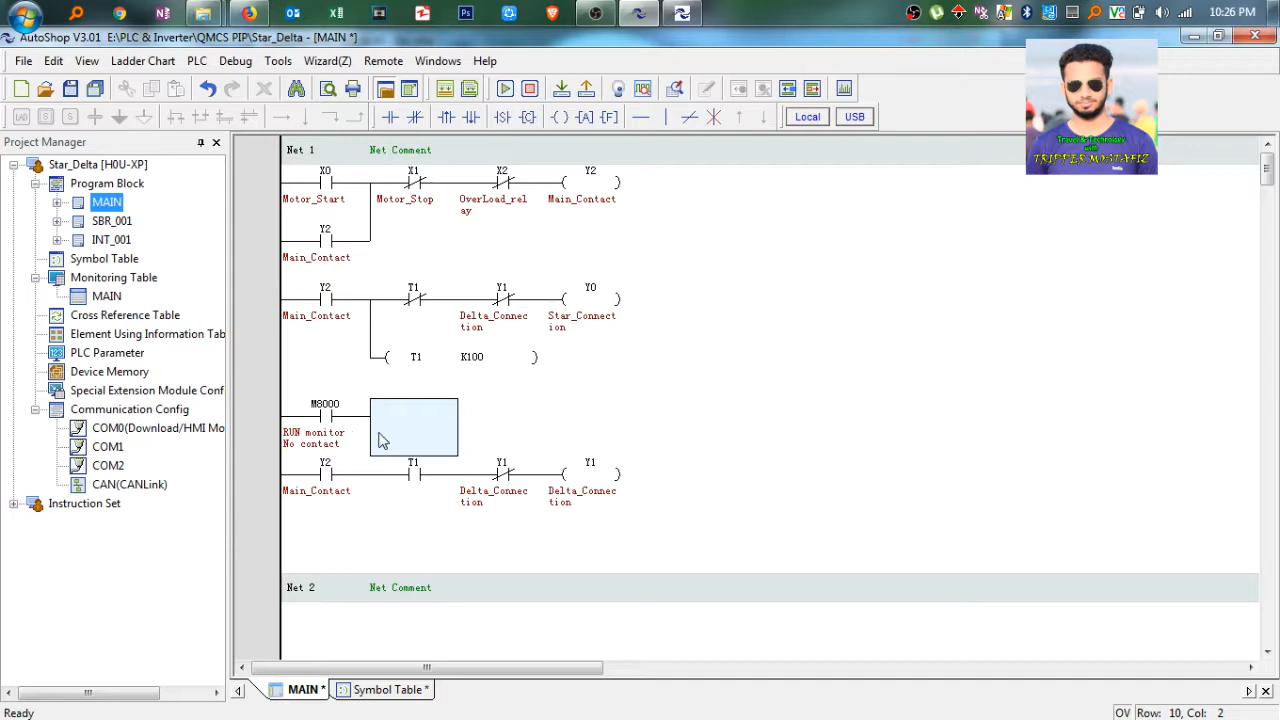 10:26 PM
AutoShop V3.01 E:\PLC & Inverter\QMCS PIP\Star_Delta - [MAIN *]
File Edit View Ladder Chart PLC Debug Tools Wizard(Z) Remote Windows Help
Local USB
Project Manager
Star_Delta [H0U-XP]
Program Block
MAIN
SBR_001
INT_001
Symbol Table
Monitoring Table
MAIN
Cross Reference Table
Element Using Information Tab
PLC Parameter
Device Memory
Special Extension Module Conf
Communication Config
COM0(Download/HMI Mo
COM1
COM2
CAN(CANLink)
Instruction Set
Net 1 Net Comment
X0 X1 X2 Y2
Motor_Start Motor_Stop OverLoad_rel
ay Main_Contact
Y2
Main_Contact
Y2 T1 Y1 Y0
Main_Contact Delta_Connec
tion Star_Connect
ion
T1 K100
M8000
RUN monitor
No contact
Y2 T1 Y1 Y1
Main_Contact Delta_Connec
tion Delta_Connec
tion
Net 2 Net Comment
Travel & Technology
with
TRIPPER MOSTAFIZ
MAIN * Symbol Table *
Ready OV Row: 10, Col: 2